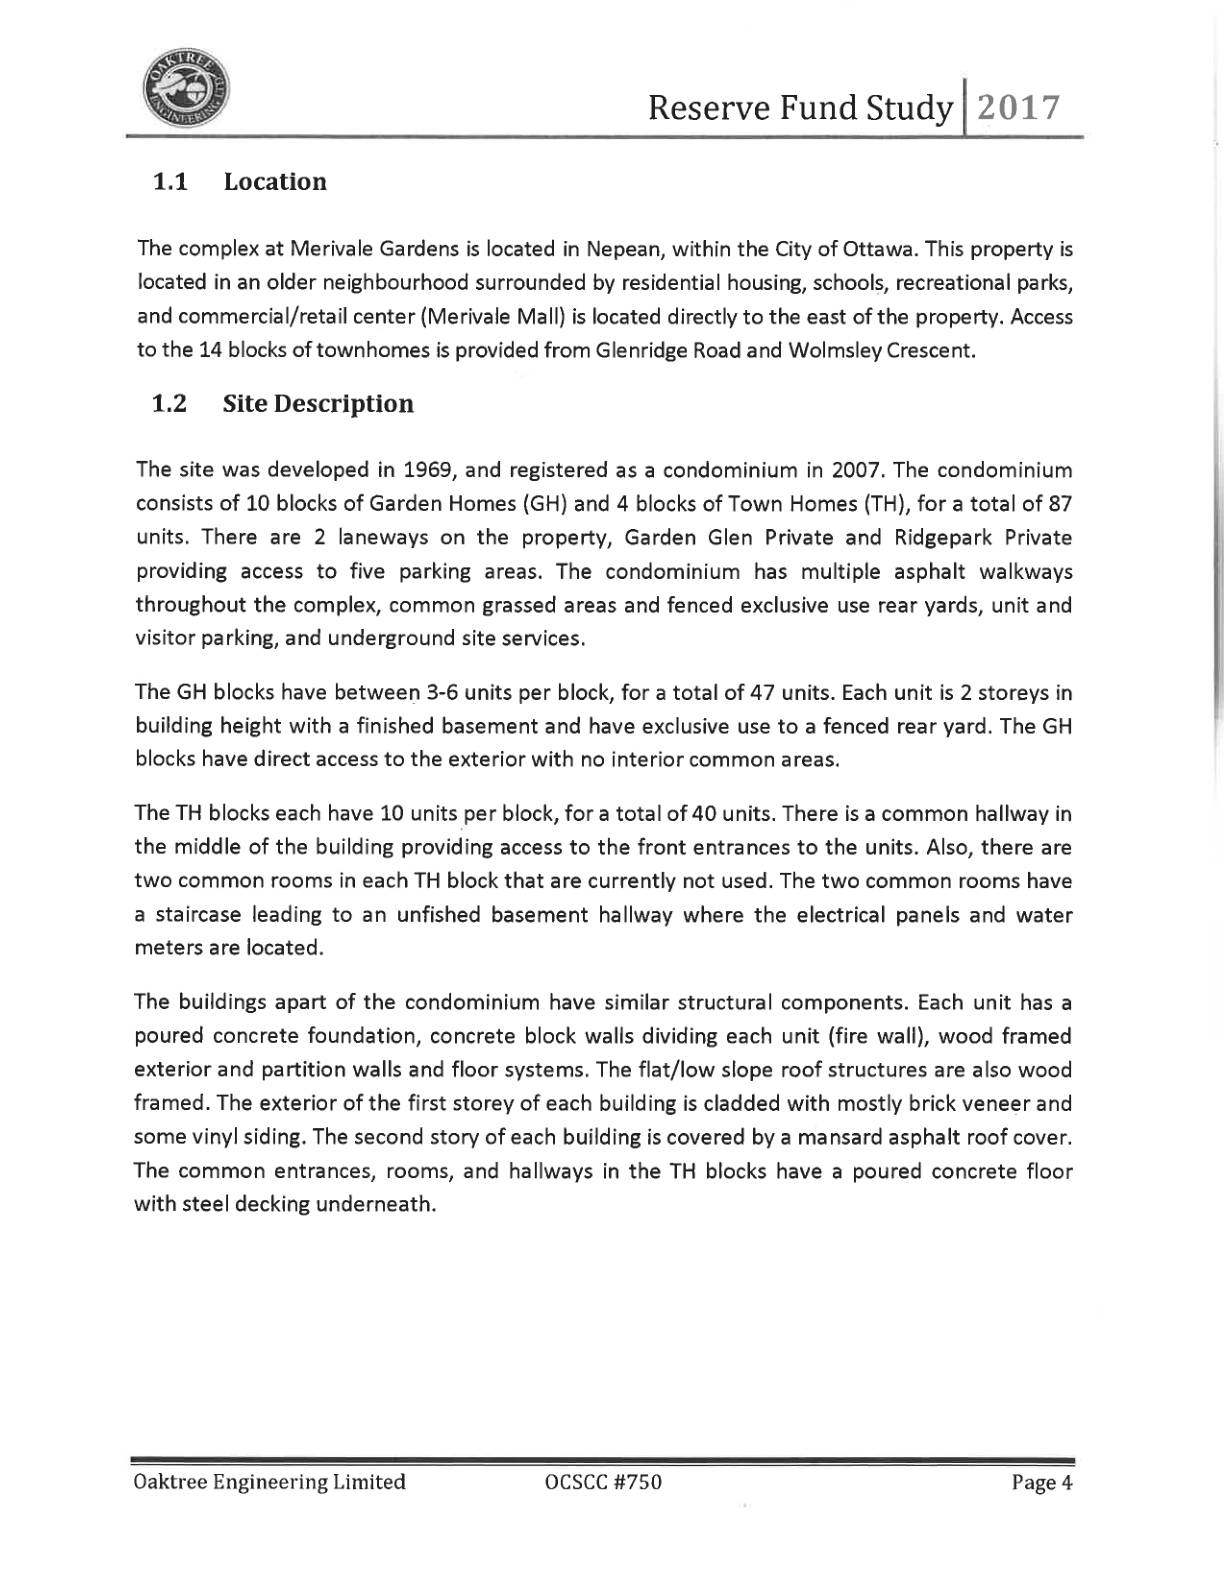 OAKTREE
ENGINEERING LTD
Reserve Fund Study 2017
1.1 Location
The complex at Merivale Gardens is located in Nepean, within the City of Ottawa. This property is
located in an older neighbourhood surrounded by residential housing, schools, recreational parks,
and commercial/retail center (Merivale Mall) is located directly to the east of the property. Access
to the 14 blocks of townhomes is provided from Glenridge Road and Wolmsley Crescent.
1.2 Site Description
The site was developed in 1969, and registered as a condominium in 2007. The condominium
consists of 10 blocks of Garden Homes (GH) and 4 blocks of Town Homes (TH), for a total of 87
units. There are 2 laneways on the property, Garden Glen Private and Ridgepark Private
providing access to five parking areas. The condominium has multiple asphalt walkways
throughout the complex, common grassed areas and fenced exclusive use rear yards, unit and
visitor parking, and underground site services.
The GH blocks have between 3-6 units per block, for a total of 47 units. Each unit is 2 storeys in
building height with a finished basement and have exclusive use to a fenced rear yard. The GH
blocks have direct access to the exterior with no interior common areas.
The TH blocks each have 10 units per block, for a total of 40 units. There is a common hallway in
the middle of the building providing access to the front entrances to the units. Also, there are
two common rooms in each TH block that are currently not used. The two common rooms have
a staircase leading to an unfished basement hallway where the electrical panels and water
meters are located.
The buildings apart of the condominium have similar structural components. Each unit has a
poured concrete foundation, concrete block walls dividing each unit (fire wall), wood framed
exterior and partition walls and floor systems. The flat/low slope roof structures are also wood
framed. The exterior of the first storey of each building is cladded with mostly brick veneer and
some vinyl siding. The second story of each building is covered by a mansard asphalt roof cover.
The common entrances, rooms, and hallways in the TH blocks have a poured concrete floor
with steel decking underneath.
Oaktree Engineering Limited OCSCC #750 Page 4